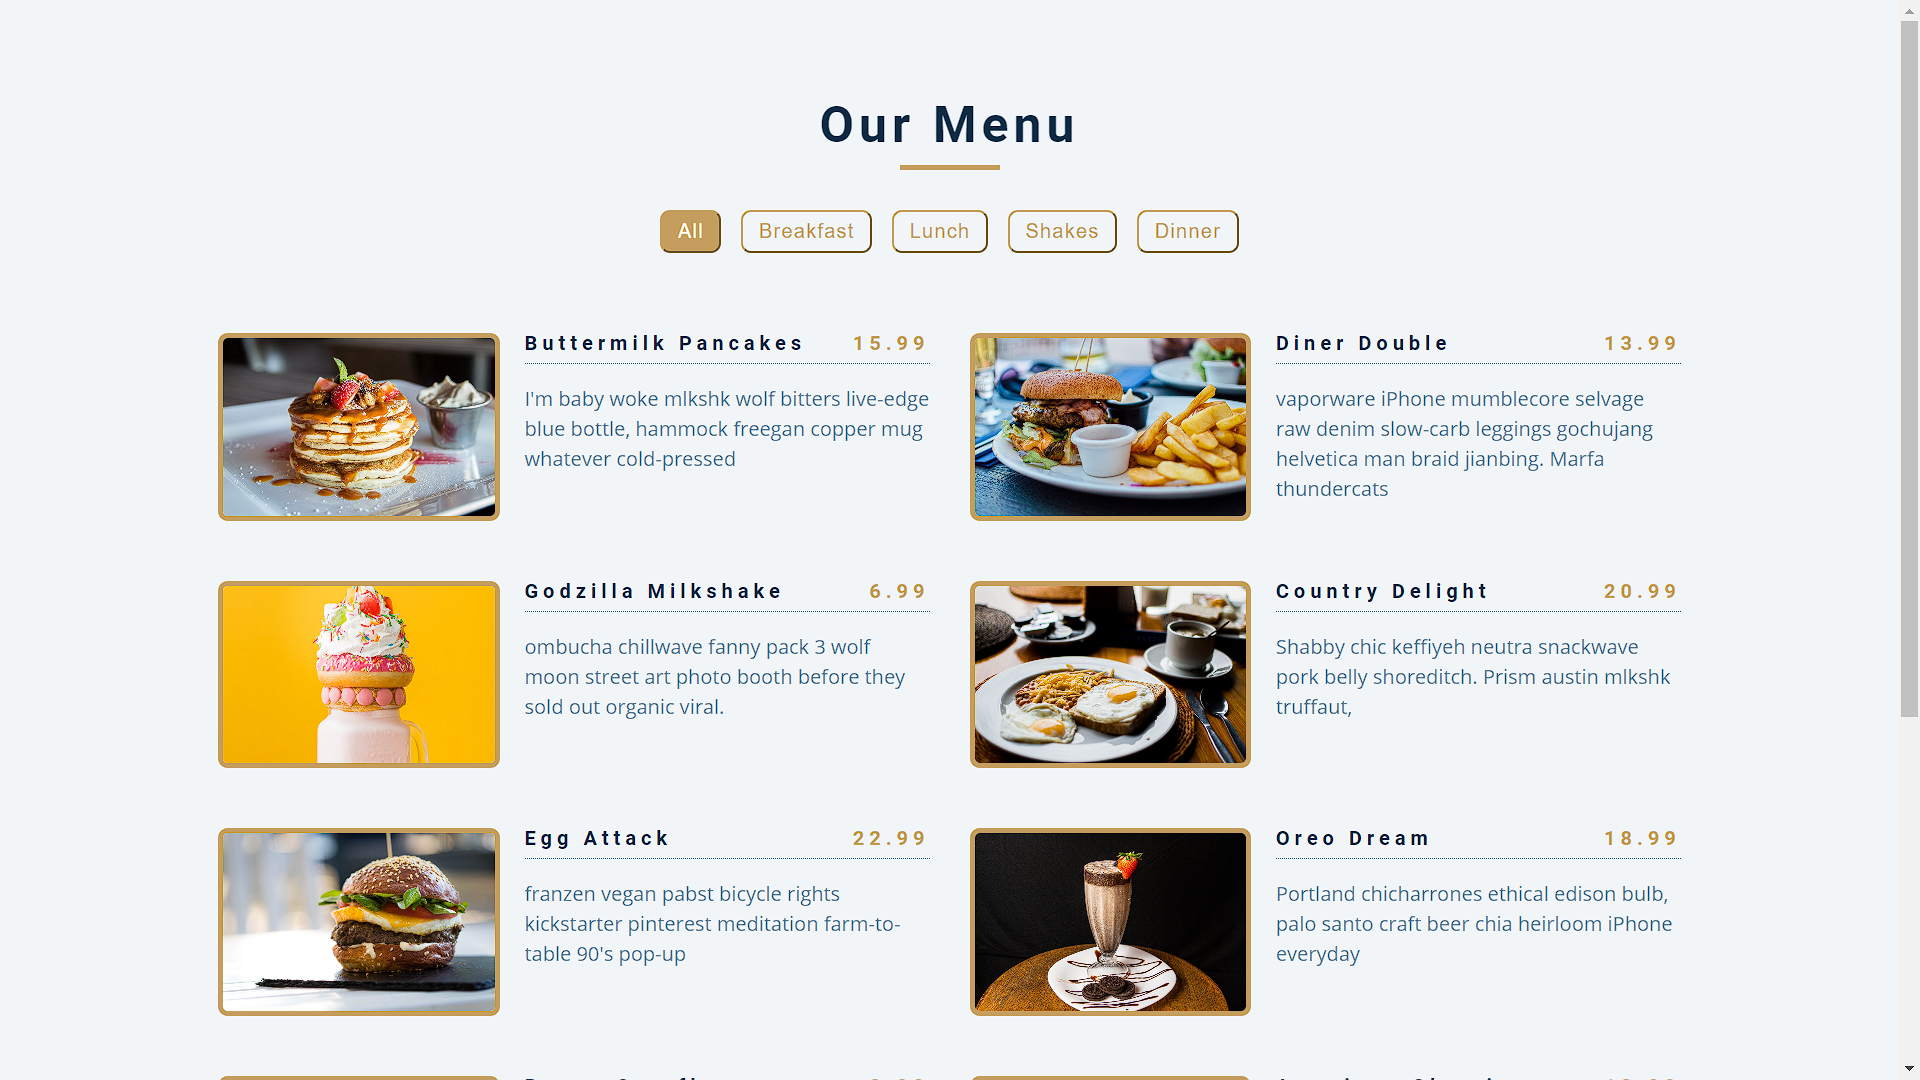 Our Menu
All
Breakfast
Lunch
Shakes
Dinner
Buttermilk Pancakes 15.99
I'm baby woke mlkshk wolf bitters live-edge
blue bottle, hammock freegan copper mug
whatever cold-pressed
Diner Double 13.99
vaporware iPhone mumblecore selvage
raw denim slow-carb leggings gochujang
helvetica man braid jianbing. Marfa
thundercats
Godzilla Milkshake 6.99
ombucha chillwave fanny pack 3 wolf
moon street art photo booth before they
sold out organic viral.
Country Delight 20.99
Shabby chic keffiyeh neutra snackwave
pork belly shoreditch. Prism austin mlkshk
truffaut,
Egg Attack 22.99
franzen vegan pabst bicycle rights
kickstarter pinterest meditation farm-to-
table 90's pop-up
Oreo Dream 18.99
Portland chicharrones ethical edison bulb,
palo santo craft beer chia heirloom iPhone
everyday